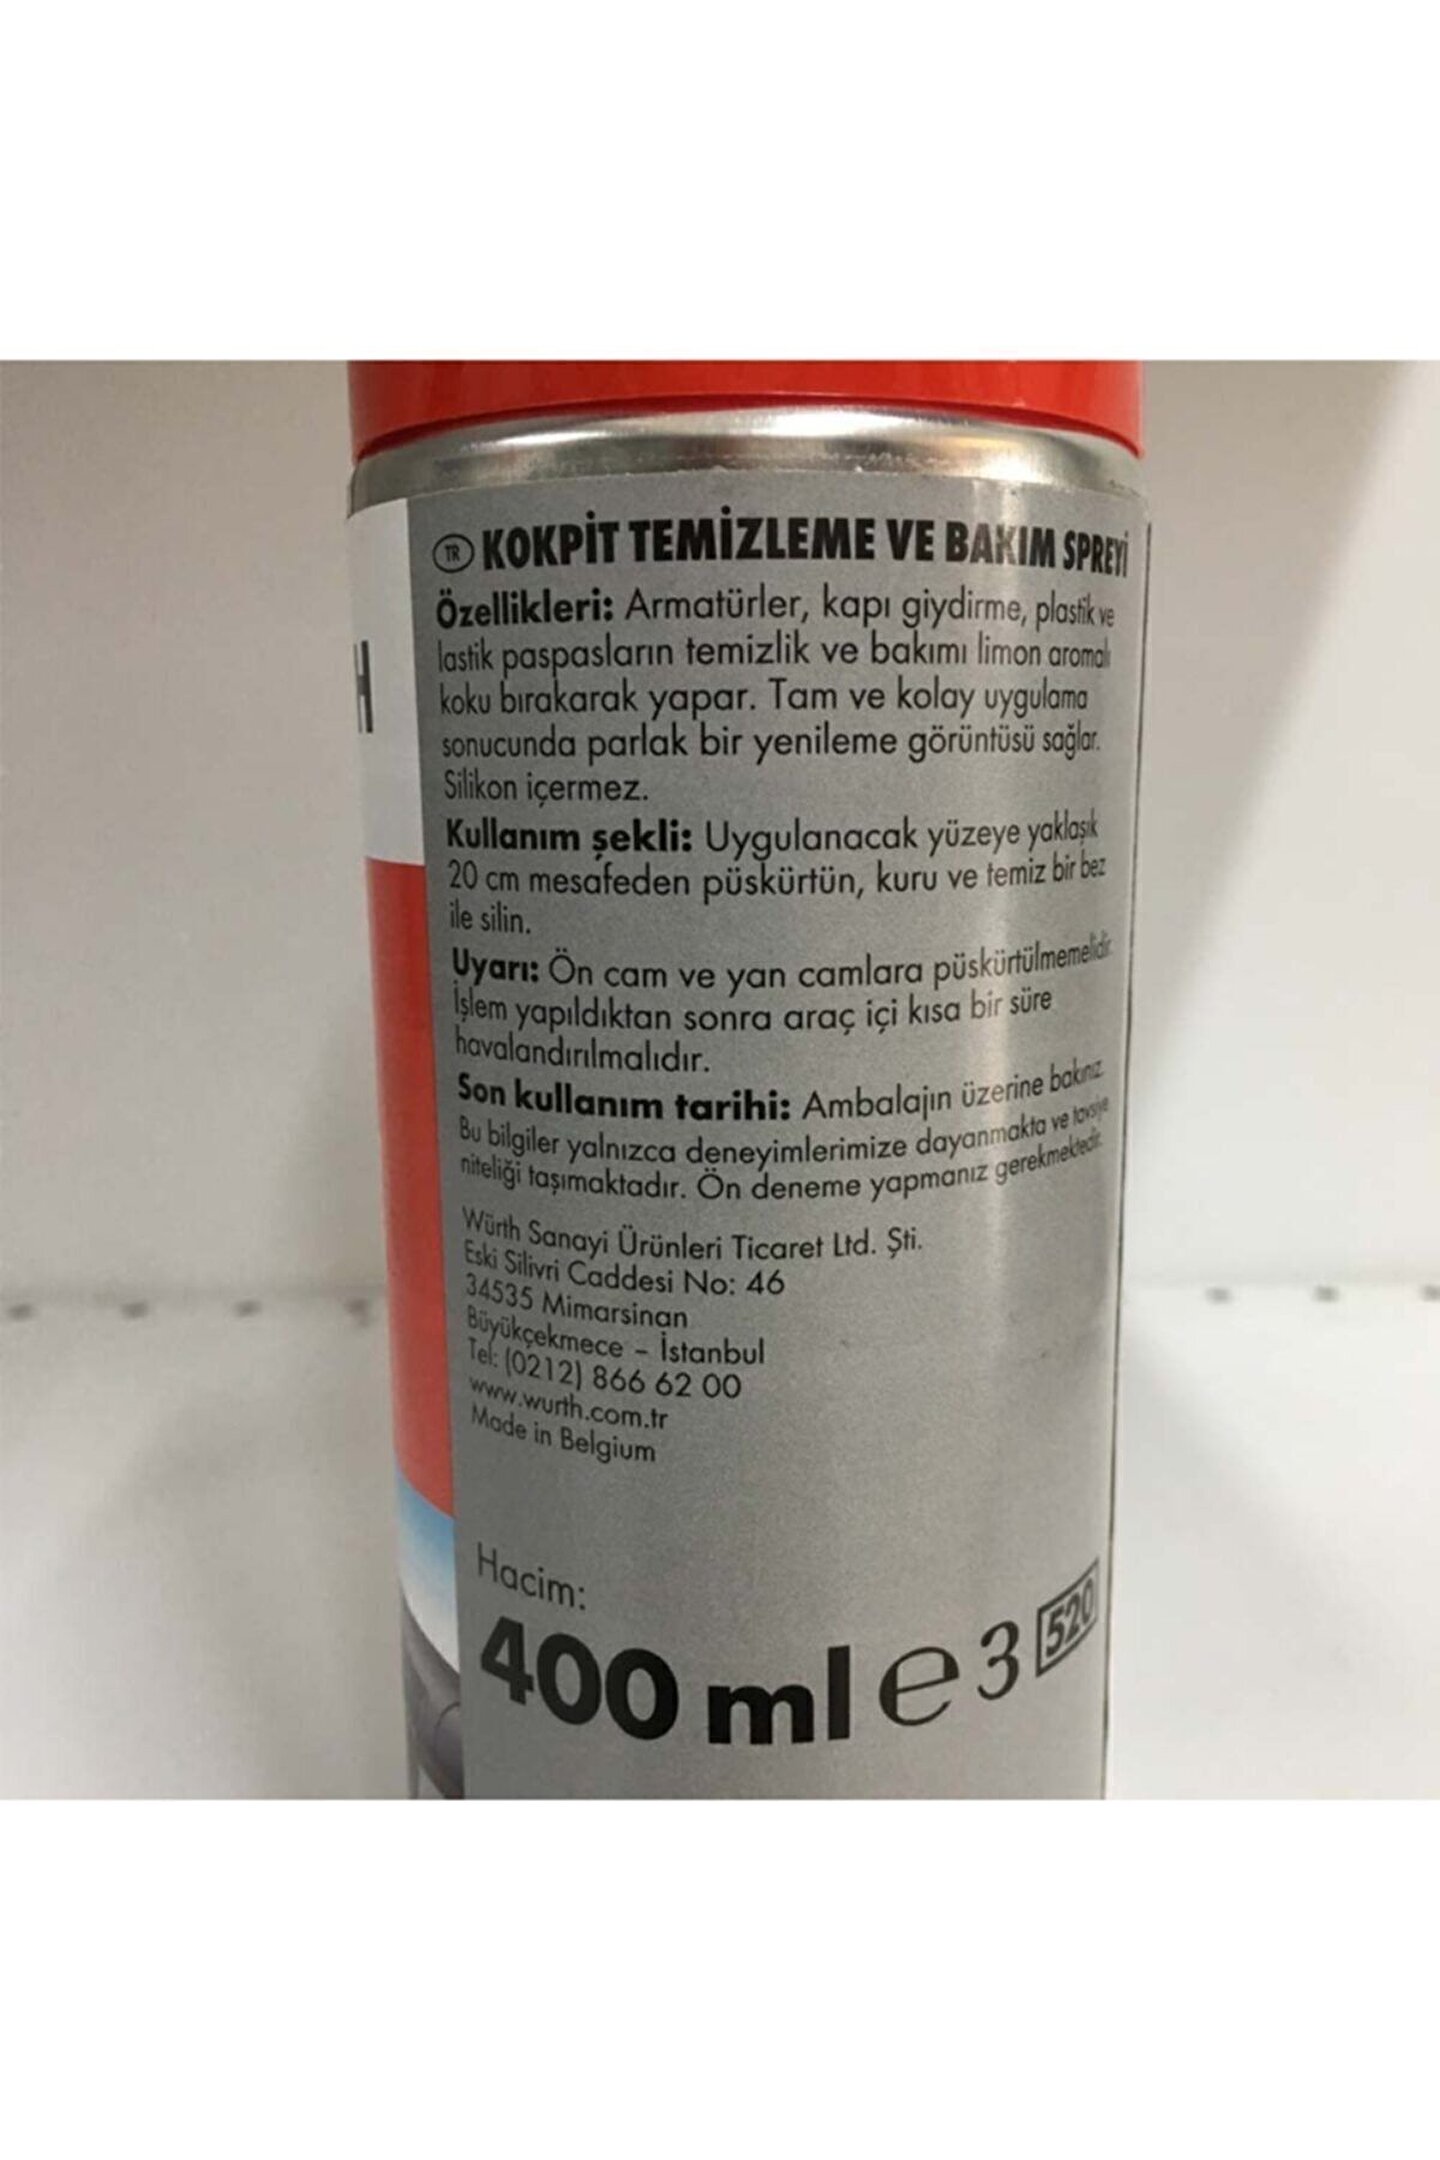 H
TR KOKPİT TEMİZLEME VE BAKIM SPREYİ
Özellikleri: Armatürler, kapı giydirme, plastik ve
lastik paspasların temizlik ve bakımı limon aromalı
koku bırakarak yapar. Tam ve kolay uygulama
sonucunda parlak bir yenileme görüntüsü sağlar.
Silikon içermez.
Kullanım şekli: Uygulanacak yüzeye yaklaşık
20 cm mesafeden püskürtün, kuru ve temiz bir bez
ile silin.
Uyarı: Ön cam ve yan camlara püskürtülmemelidir.
İşlem yapıldıktan sonra araç içi kısa bir süre
havalandırılmalıdır.
Son kullanım tarihi: Ambalajın üzerine bakınız.
Bu bilgiler yalnızca deneyimlerimize dayanmakta ve tavsiye
niteliği taşımaktadır. Ön deneme yapmanız gerekmektedir.
Würth Sanayi Ürünleri Ticaret Ltd. Şti.
Eski Silivri Caddesi No: 46
34535 Mimarsinan
Büyükçekmece – İstanbul
Tel: (0212) 866 62 00
www.wurth.com.tr
Made in Belgium
Hacim:
400 ml e 3 520